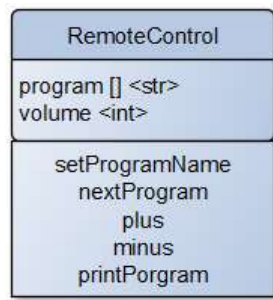 RemoteControl
program [] <str>
volume <int>
setProgramName
nextProgram
plus
minus
printPorgram